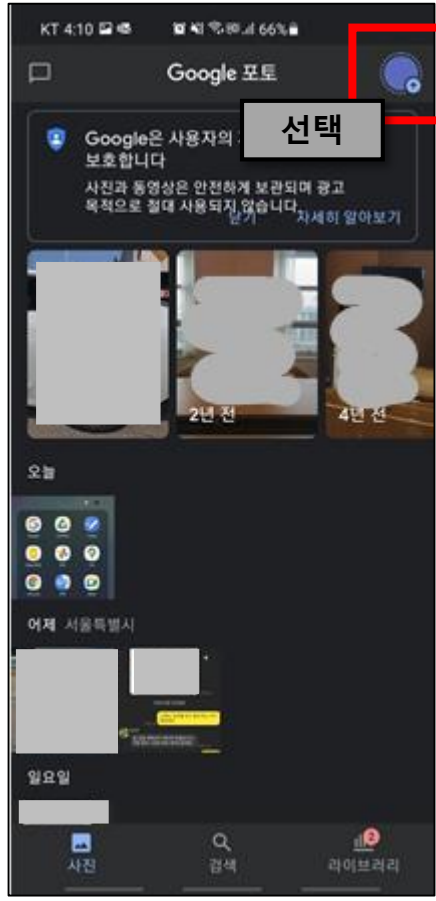 KT 4:10 66%
Google 포토
선택
Google은 사용자의
보호합니다
사진과 동영상은 안전하게 보관되며 광고
목적으로 절대 사용되지 않습니다.
닫기 자세히 알아보기
2년 전
4년 전
오늘
어제 서울특별시
일요일
2
사진 검색 라이브러리